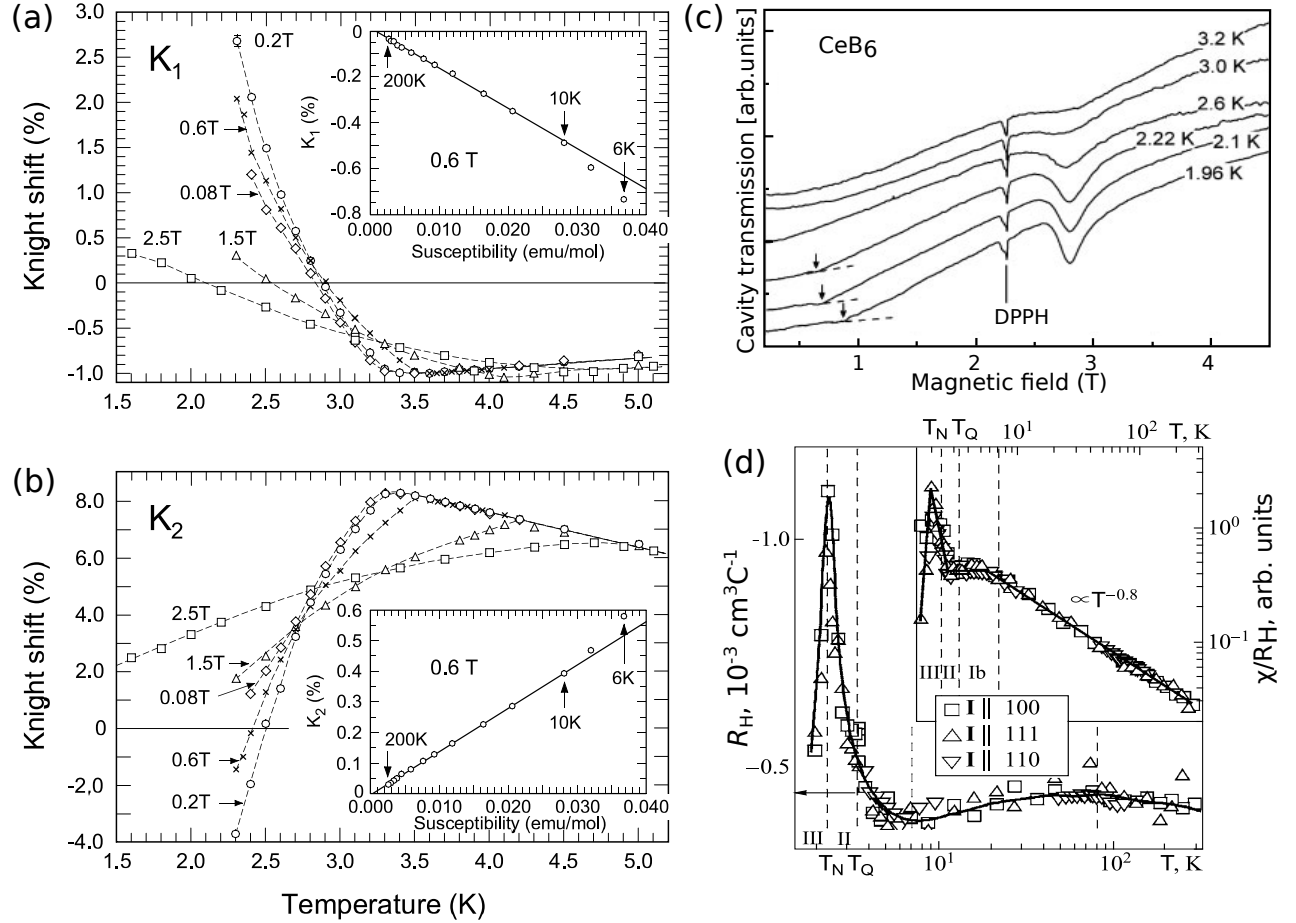 (a)
K1
Knight shift (%)
3.0
2.5
2.0
1.5
1.0
0.5
0
-0.5
-1.0
1.5 2.0 2.5 3.0 3.5 4.0 4.5 5.0
0.2T
0.6T
0.08T
2.5T
1.5T
K1 (%)
0
-0.2
-0.4
-0.6
-0.8
200K
10K
6K
0.6 T
0.000 0.010 0.020 0.030 0.040
Susceptibility (emu/mol)
(b)
K2
Knight shift (%)
8.0
6.0
4.0
2.0
0
-2.0
-4.0
1.5 2.0 2.5 3.0 3.5 4.0 4.5 5.0
Temperature (K)
2.5T
1.5T
0.08T
0.6T
0.2T
K2 (%)
0.6
0.5
0.4
0.3
0.2
0.1
0
0.6 T
200K
10K
6K
0.000 0.010 0.020 0.030 0.040
Susceptibility (emu/mol)
(c)
CeB6
Cavity transmission [arb.units]
3.2 K
3.0 K
2.6 K
2.22 K
2.1 K
1.96 K
DPPH
1 2 3 4
Magnetic field (T)
(d)
TN TQ 10^1 10^2 T, K
RH, 10^-3 cm^3C^-1
-1.0
-0.5
χ/RH, arb. units
10^0
10^-1
∝T^-0.8
III II Ib
I || 100
I || 111
I || 110
III II
TN TQ 10^1 10^2 T, K